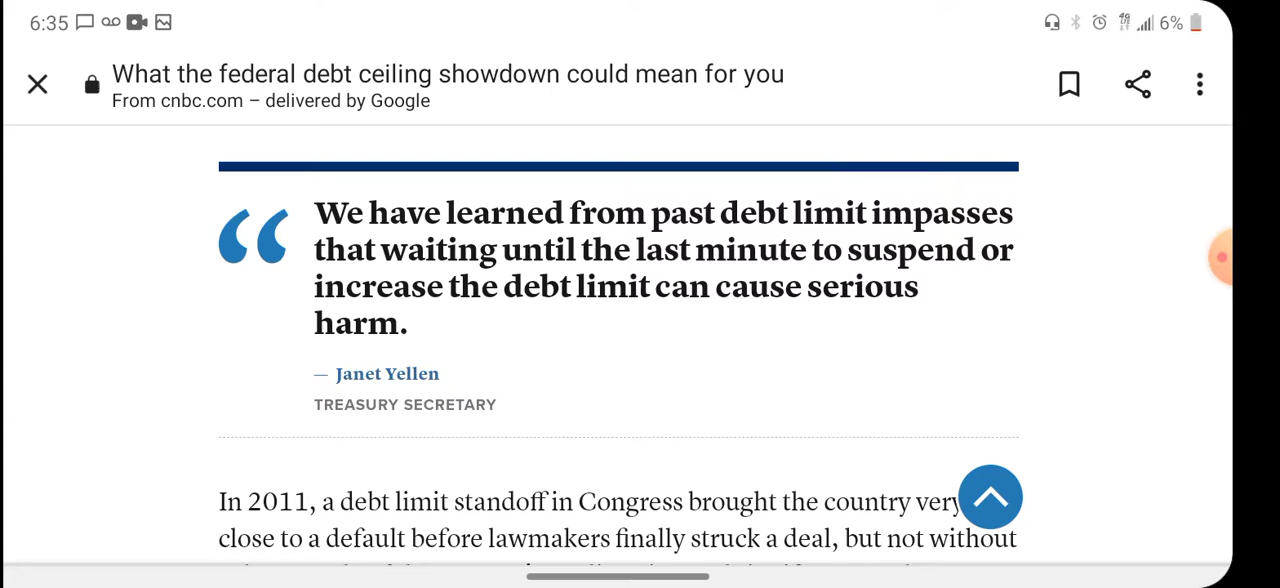 6:35
6%
What the federal debt ceiling showdown could mean for you
From cnbc.com – delivered by Google
“
We have learned from past debt limit impasses
that waiting until the last minute to suspend or
increase the debt limit can cause serious
harm.
— Janet Yellen
TREASURY SECRETARY
In 2011, a debt limit standoff in Congress brought the country very
close to a default before lawmakers finally struck a deal, but not without